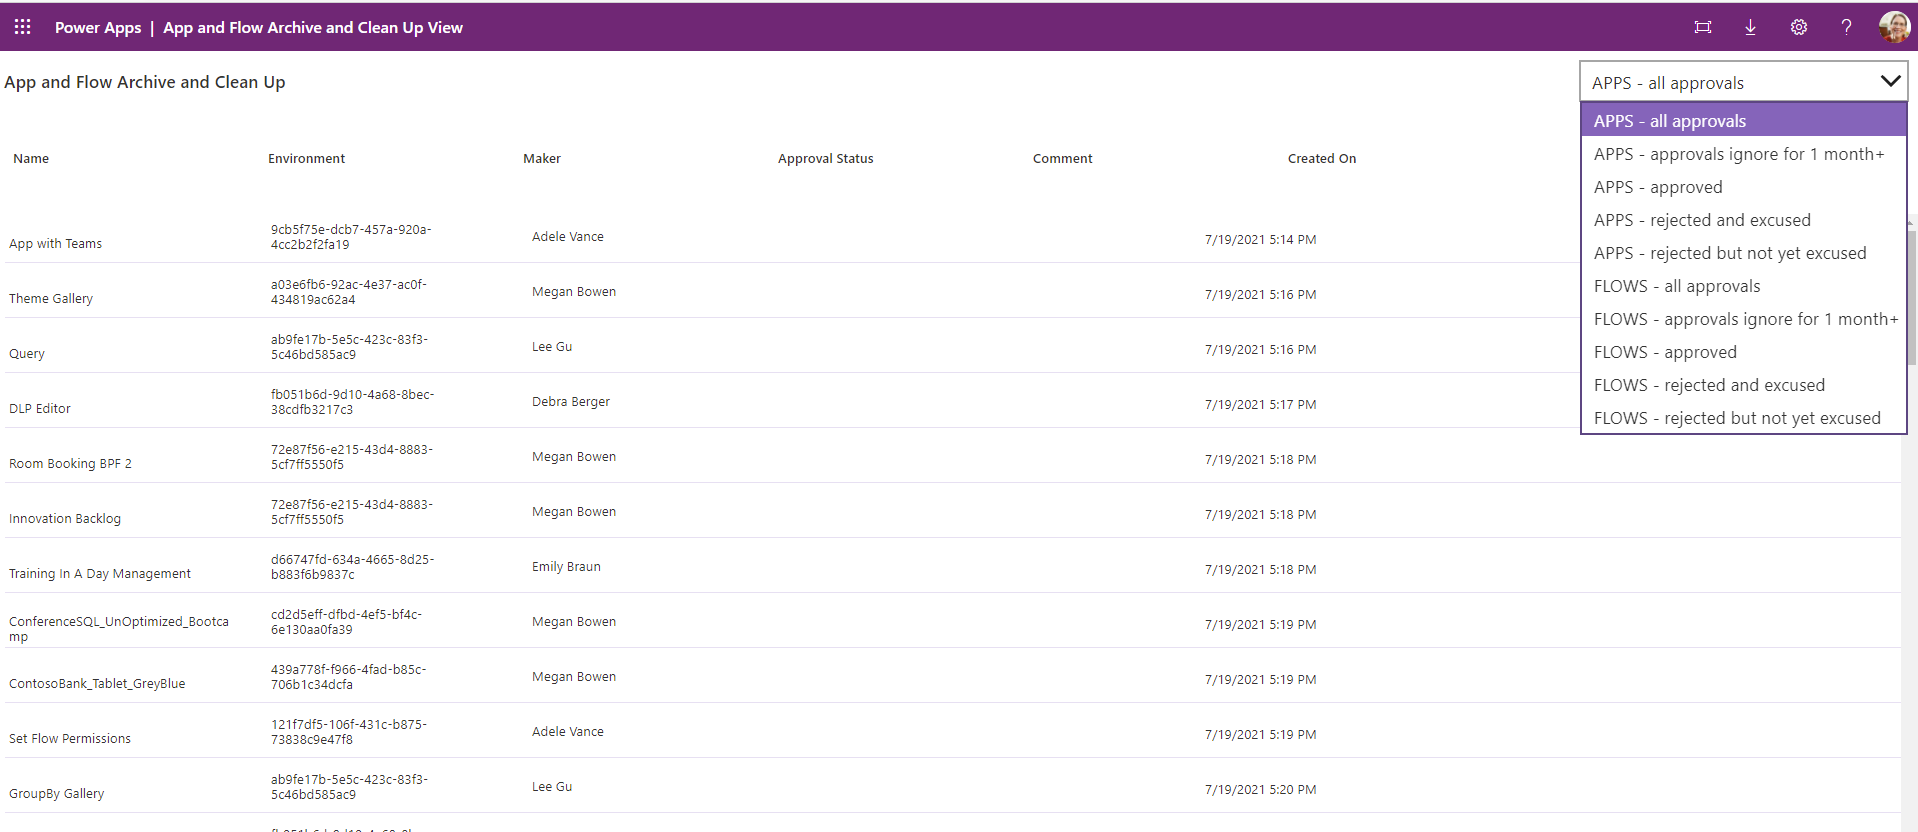 Power Apps | App and Flow Archive and Clean Up View
?
App and Flow Archive and Clean Up
APPS - all approvals
APPS - all approvals
APPS - approvals ignore for 1 month+
APPS - approved
APPS - rejected and excused
APPS - rejected but not yet excused
FLOWS - all approvals
FLOWS - approvals ignore for 1 month+
FLOWS - approved
FLOWS - rejected and excused
FLOWS - rejected but not yet excused
Name Environment Maker Approval Status Comment Created On
9cb5f75e-dcb7-457a-920a-
App with Teams 4cc2b2f2fa19 Adele Vance 7/19/2021 5:14 PM
a03e6fb6-92ac-4e37-ac0f-
Theme Gallery 434819ac62a4 Megan Bowen 7/19/2021 5:16 PM
ab9fe17b-5e5c-423c-83f3-
Query 5c46bd585ac9 Lee Gu 7/19/2021 5:16 PM
fb051b6d-9d10-4a68-8bec-
DLP Editor 38cdfb3217c3 Debra Berger 7/19/2021 5:17 PM
72e87f56-e215-43d4-8883-
Room Booking BPF 2 5cf7ff5550f5 Megan Bowen 7/19/2021 5:18 PM
72e87f56-e215-43d4-8883-
Innovation Backlog 5cf7ff5550f5 Megan Bowen 7/19/2021 5:18 PM
d66747fd-634a-4665-8d25-
Training In A Day Management b883f6b9837c Emily Braun 7/19/2021 5:18 PM
ConferenceSQL_UnOptimized_Bootca cd2d5eff-dfbd-4ef5-bf4c- Megan Bowen 7/19/2021 5:19 PM
mp 6e130aa0fa39
439a778f-f966-4fad-b85c-
ContosoBank_Tablet_GreyBlue 706b1c34dcfa Megan Bowen 7/19/2021 5:19 PM
121f7df5-106f-431c-b875-
Set Flow Permissions 73838c9e47f8 Adele Vance 7/19/2021 5:19 PM
ab9fe17b-5e5c-423c-83f3-
GroupBy Gallery 5c46bd585ac9 Lee Gu 7/19/2021 5:20 PM